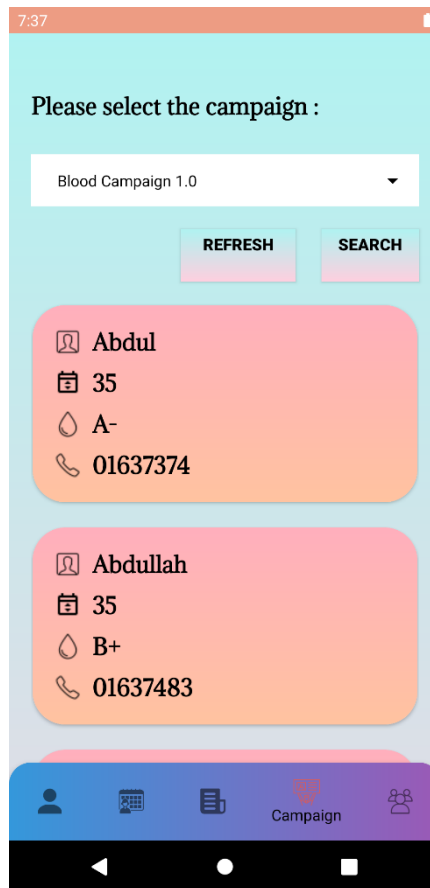 7:37
Please select the campaign :
Blood Campaign 1.0
REFRESH SEARCH
Abdul
35
A-
01637374
Abdullah
35
B+
01637483
Campaign